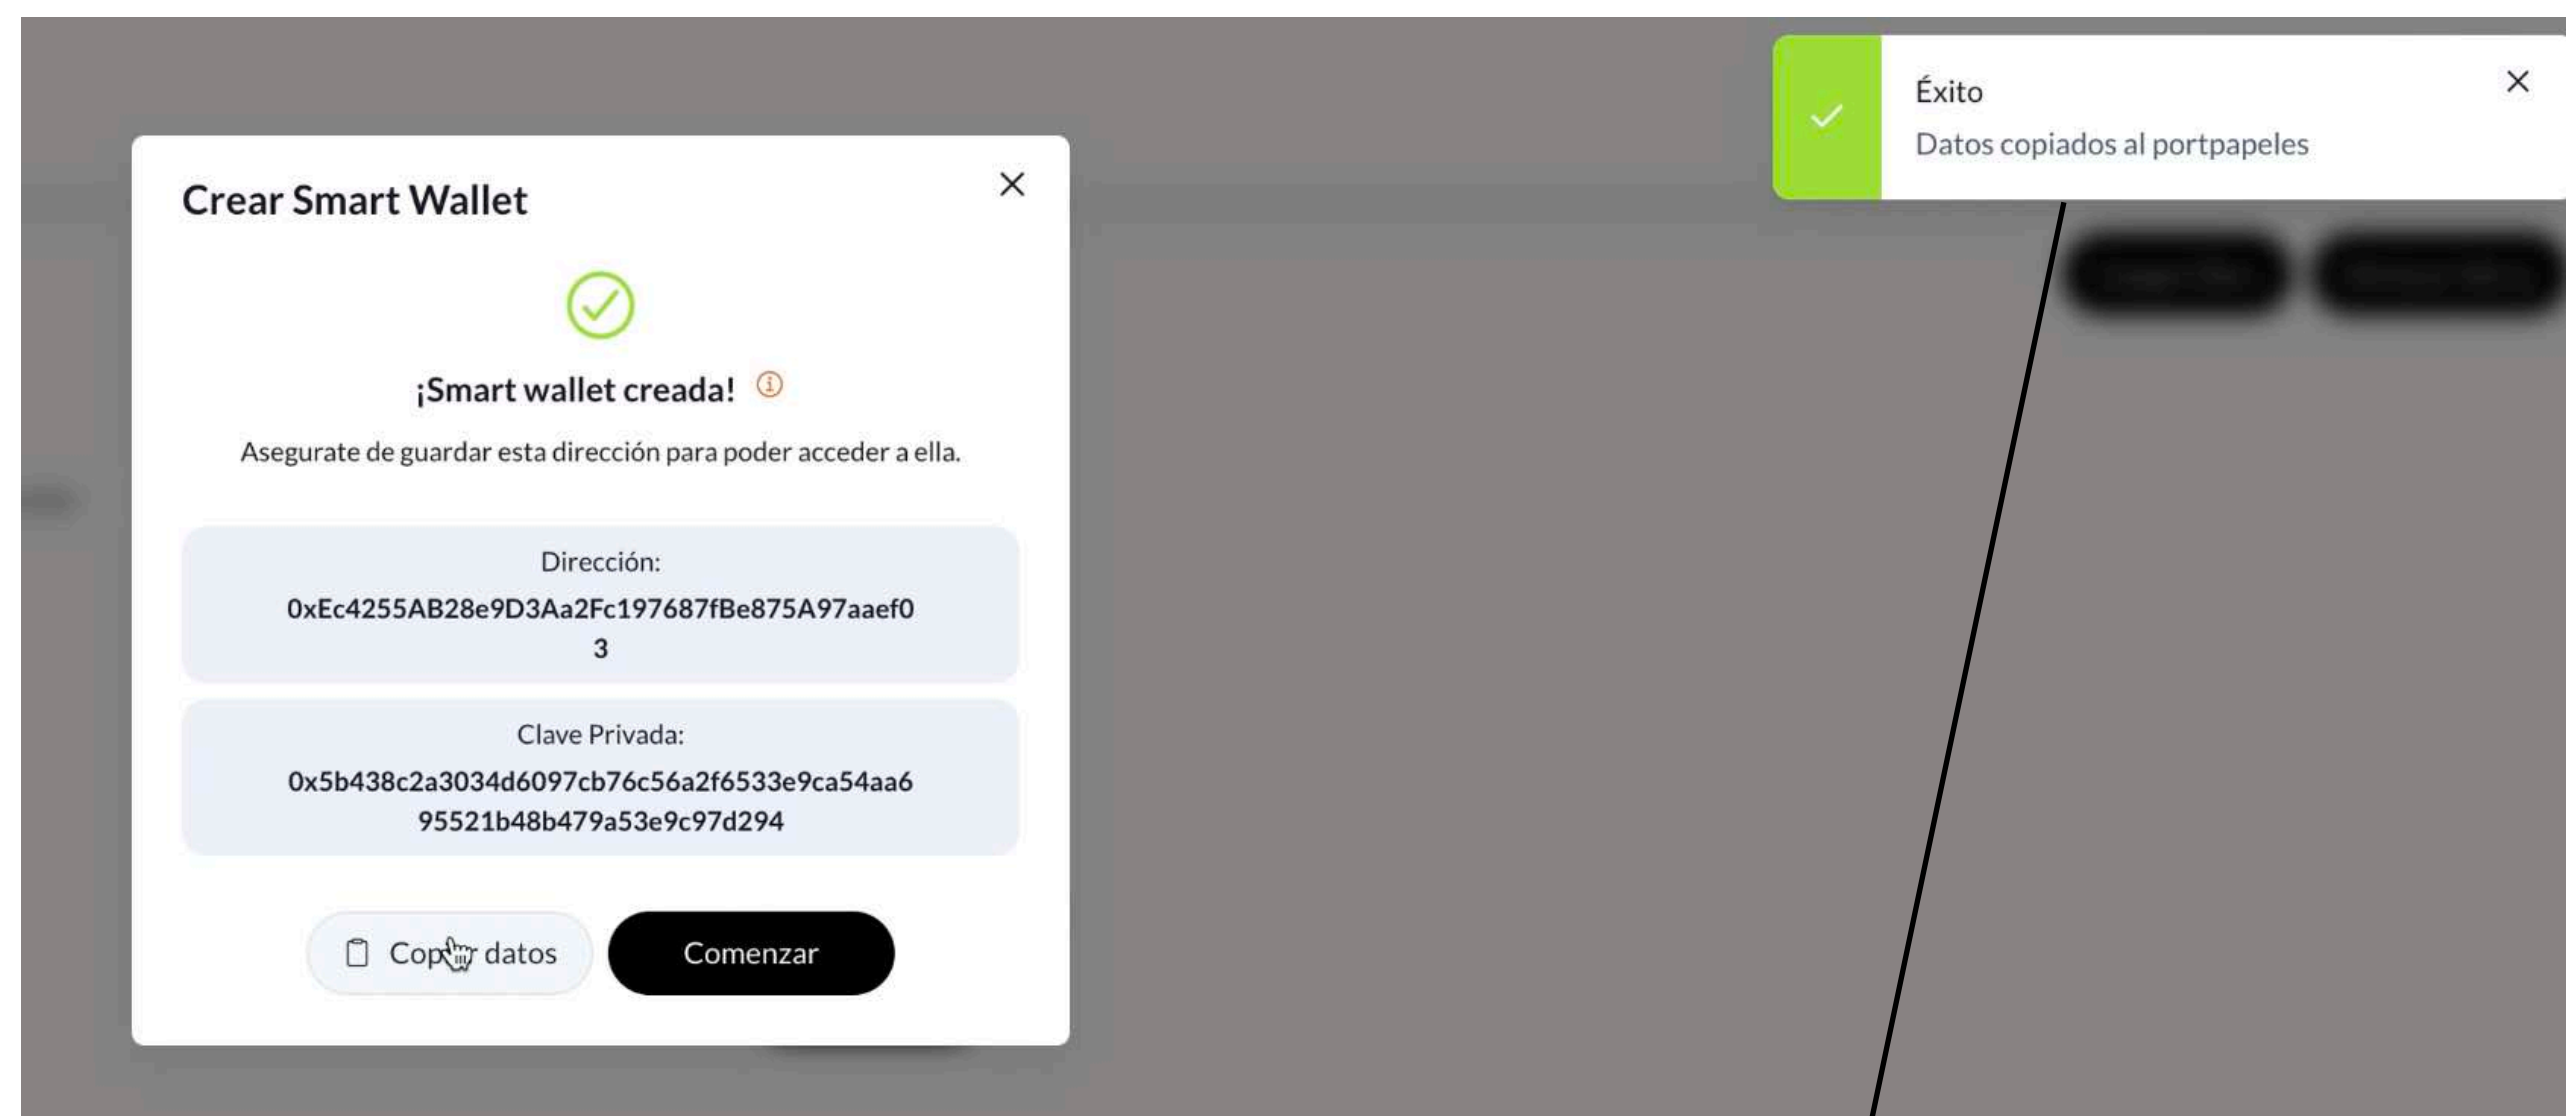 Éxito
Datos copiados al portpapeles
Crear Smart Wallet
¡Smart wallet creada!
Asegurate de guardar esta dirección para poder acceder a ella.
Dirección:
0xEc4255AB28e9D3Aa2Fc197687fBe875A97aaef0
3
Clave Privada:
0x5b438c2a3034d6097cb76c56a2f6533e9ca54aa6
95521b48b479a53e9c97d294
Copiar datos
Comenzar